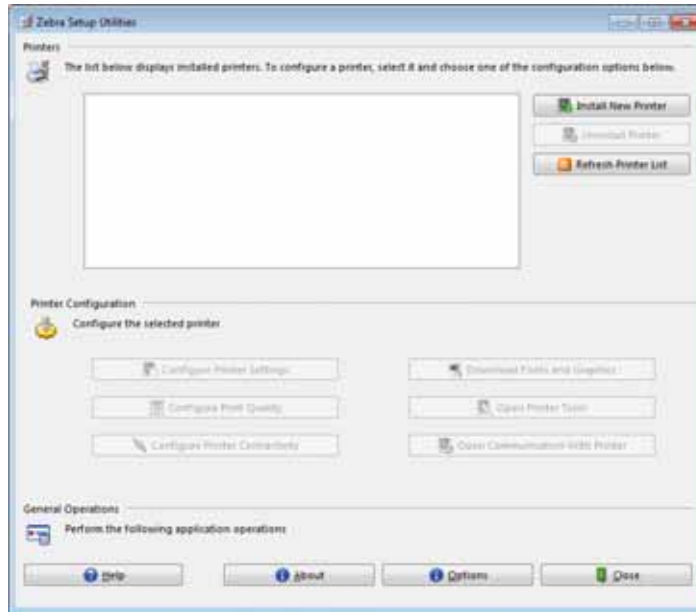 Zebra Setup Utilities
Printers
The list below displays installed printers. To configure a printer, select it and choose one of the configuration options below.
Install New Printer
Uninstall Printer
Refresh Printer List
Printer Configuration
Configure the selected printer
Configure Printer Settings
Download Fonts and Graphics
Configure Print Quality
Open Printer Tools
Configure Printer Connectivity
Open Communication With Printer
General Operations
Perform the following application operations
Help
About
Options
Close